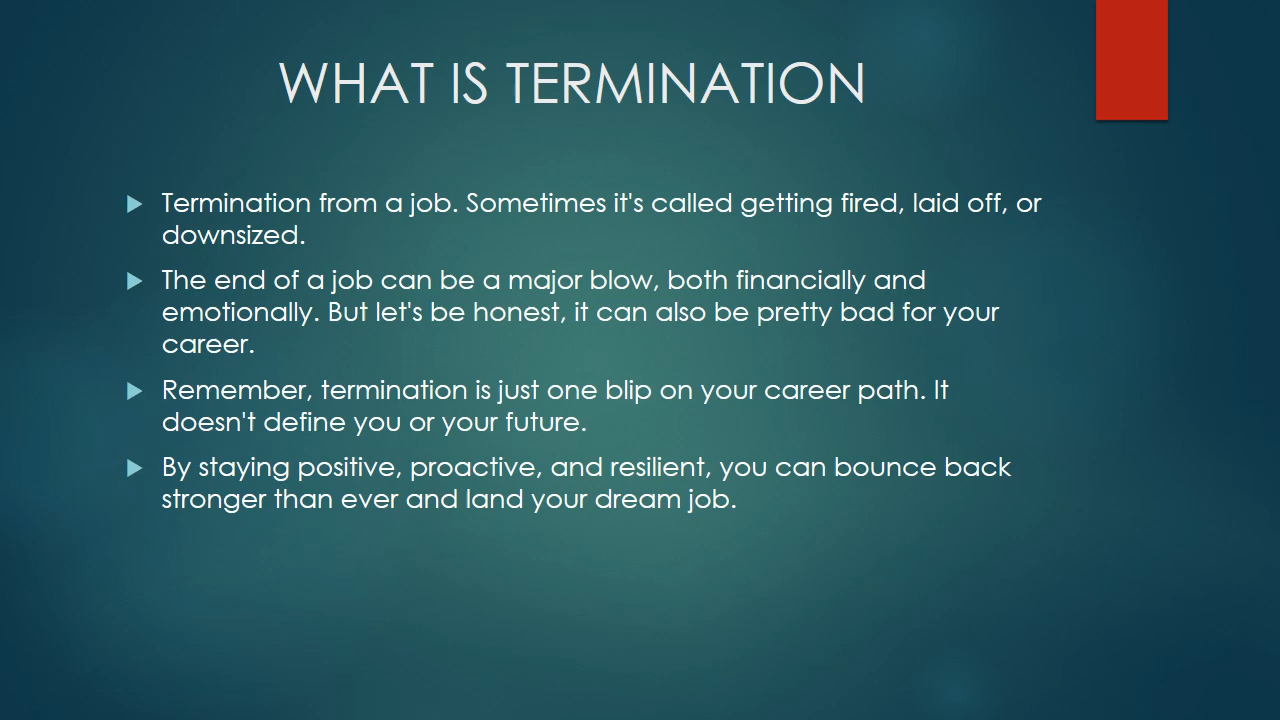 WHAT IS TERMINATION
Termination from a job. Sometimes it's called getting fired, laid off, or
downsized.
The end of a job can be a major blow, both financially and
emotionally. But let's be honest, it can also be pretty bad for your
career.
Remember, termination is just one blip on your career path. It
doesn't define you or your future.
By staying positive, proactive, and resilient, you can bounce back
stronger than ever and land your dream job.